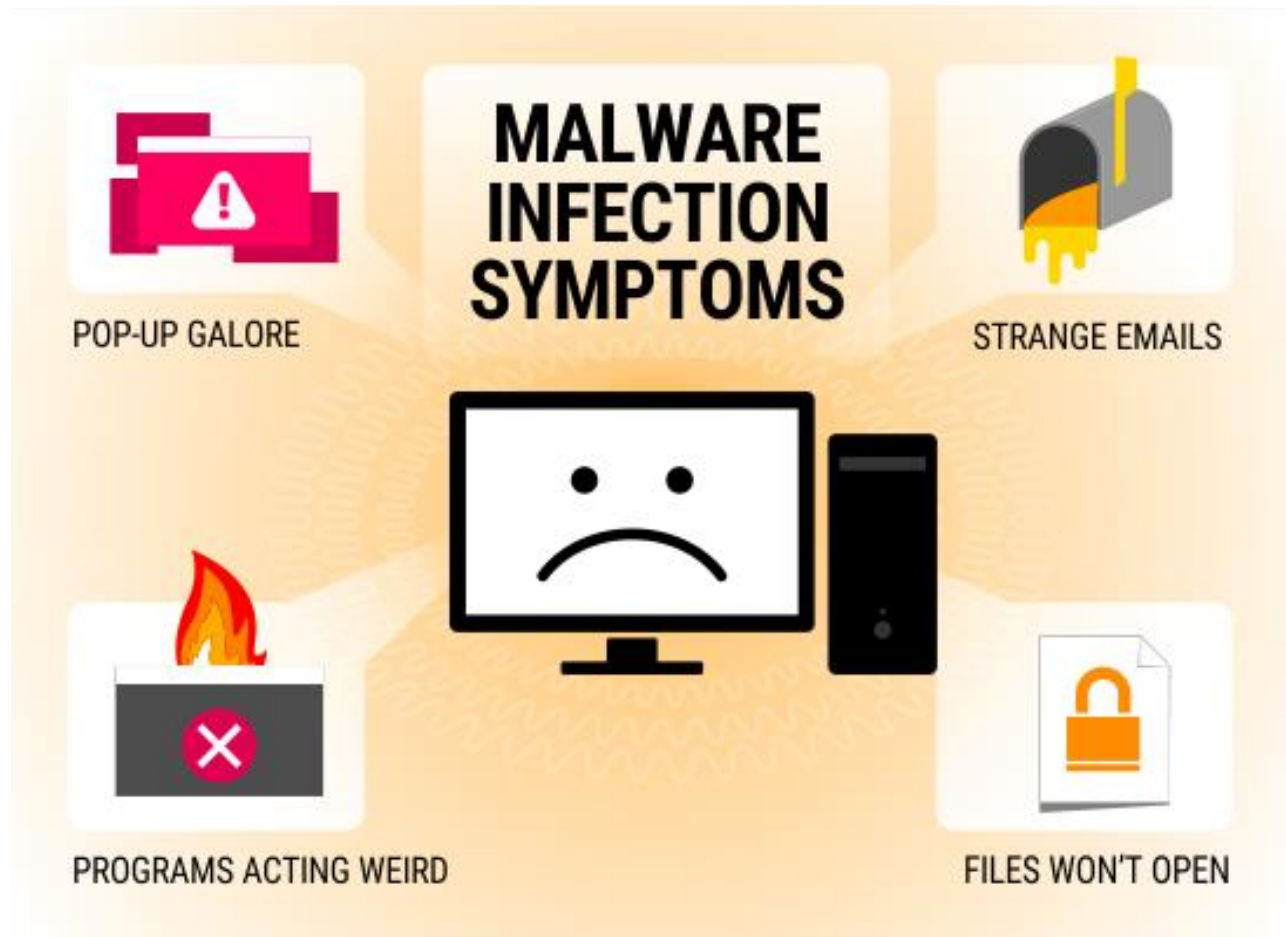 MALWARE
INFECTION
SYMPTOMS
POP-UP GALORE
STRANGE EMAILS
PROGRAMS ACTING WEIRD
FILES WON'T OPEN